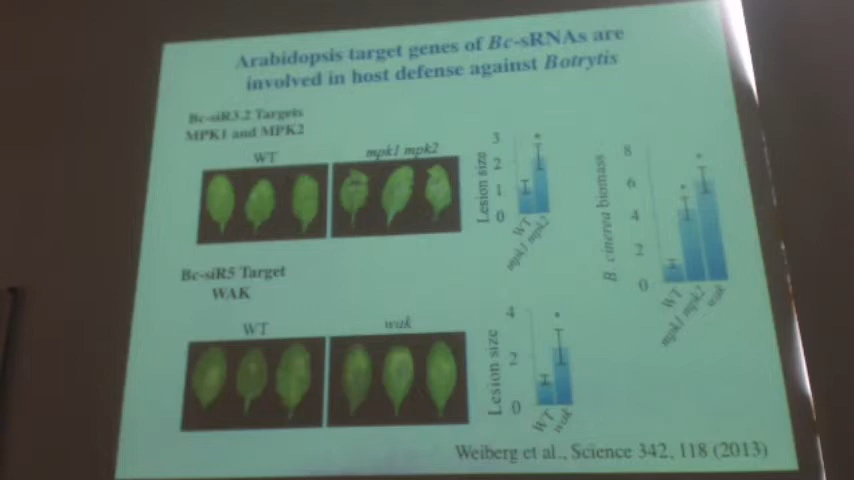 Arabidopsis target genes of Bc-sRNAs are
involved in host defense against Botrytis
Bc-siR3.2 Targets
MPK1 and MPK2
WT
mpk1 mpk2
Lesion size
3
2
1
0
WT
mpk1 mpk2
B. cinerea biomass
8
6
4
2
0
WT
mpk1 mpk2
wak
Bc-siR5 Target
WAK
WT
wak
Lesion size
4
2
0
WT
wak
Weiberg et al., Science 342, 118 (2013)